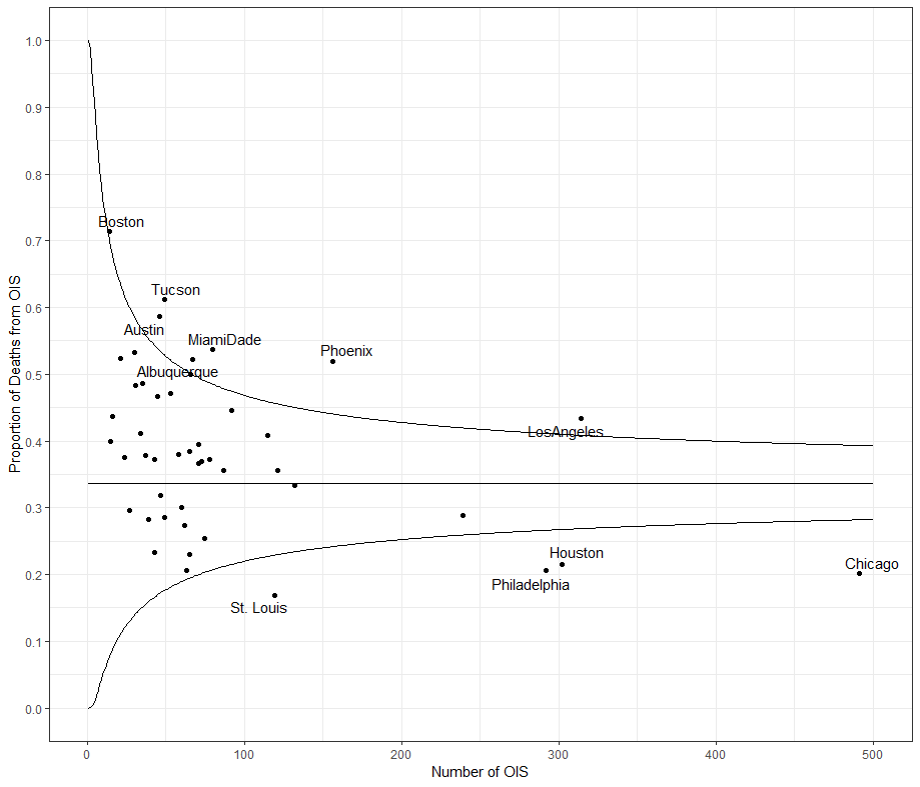 1.0
0.9
0.8
0.7
0.6
0.5
0.4
0.3
0.2
0.1
0.0
Proportion of Deaths from OIS
Boston
Tucson
Austin
MiamiDade
Phoenix
Albuquerque
LosAngeles
Houston
Chicago
Philadelphia
St. Louis
0 100 200 300 400 500
Number of OIS